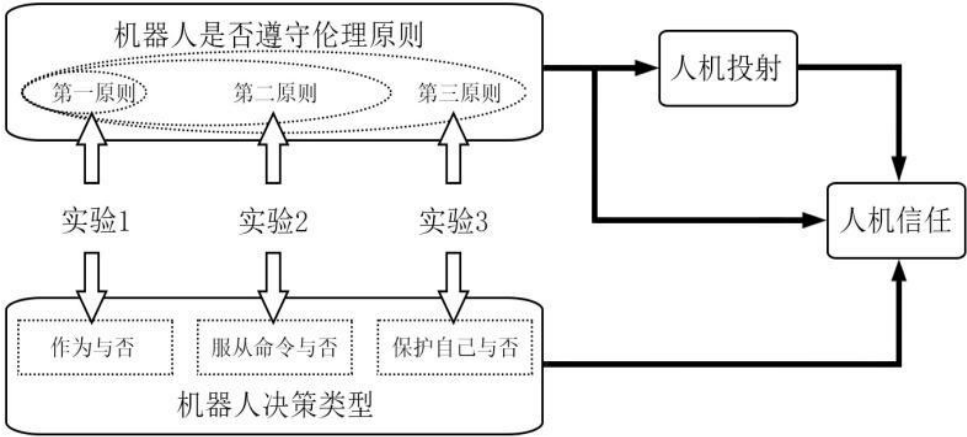 机器人是否遵守伦理原则
第一原则
第二原则
第三原则
人机投射
实验1
实验2
实验3
人机信任
作为与否
服从命令与否
保护自己与否
机器人决策类型